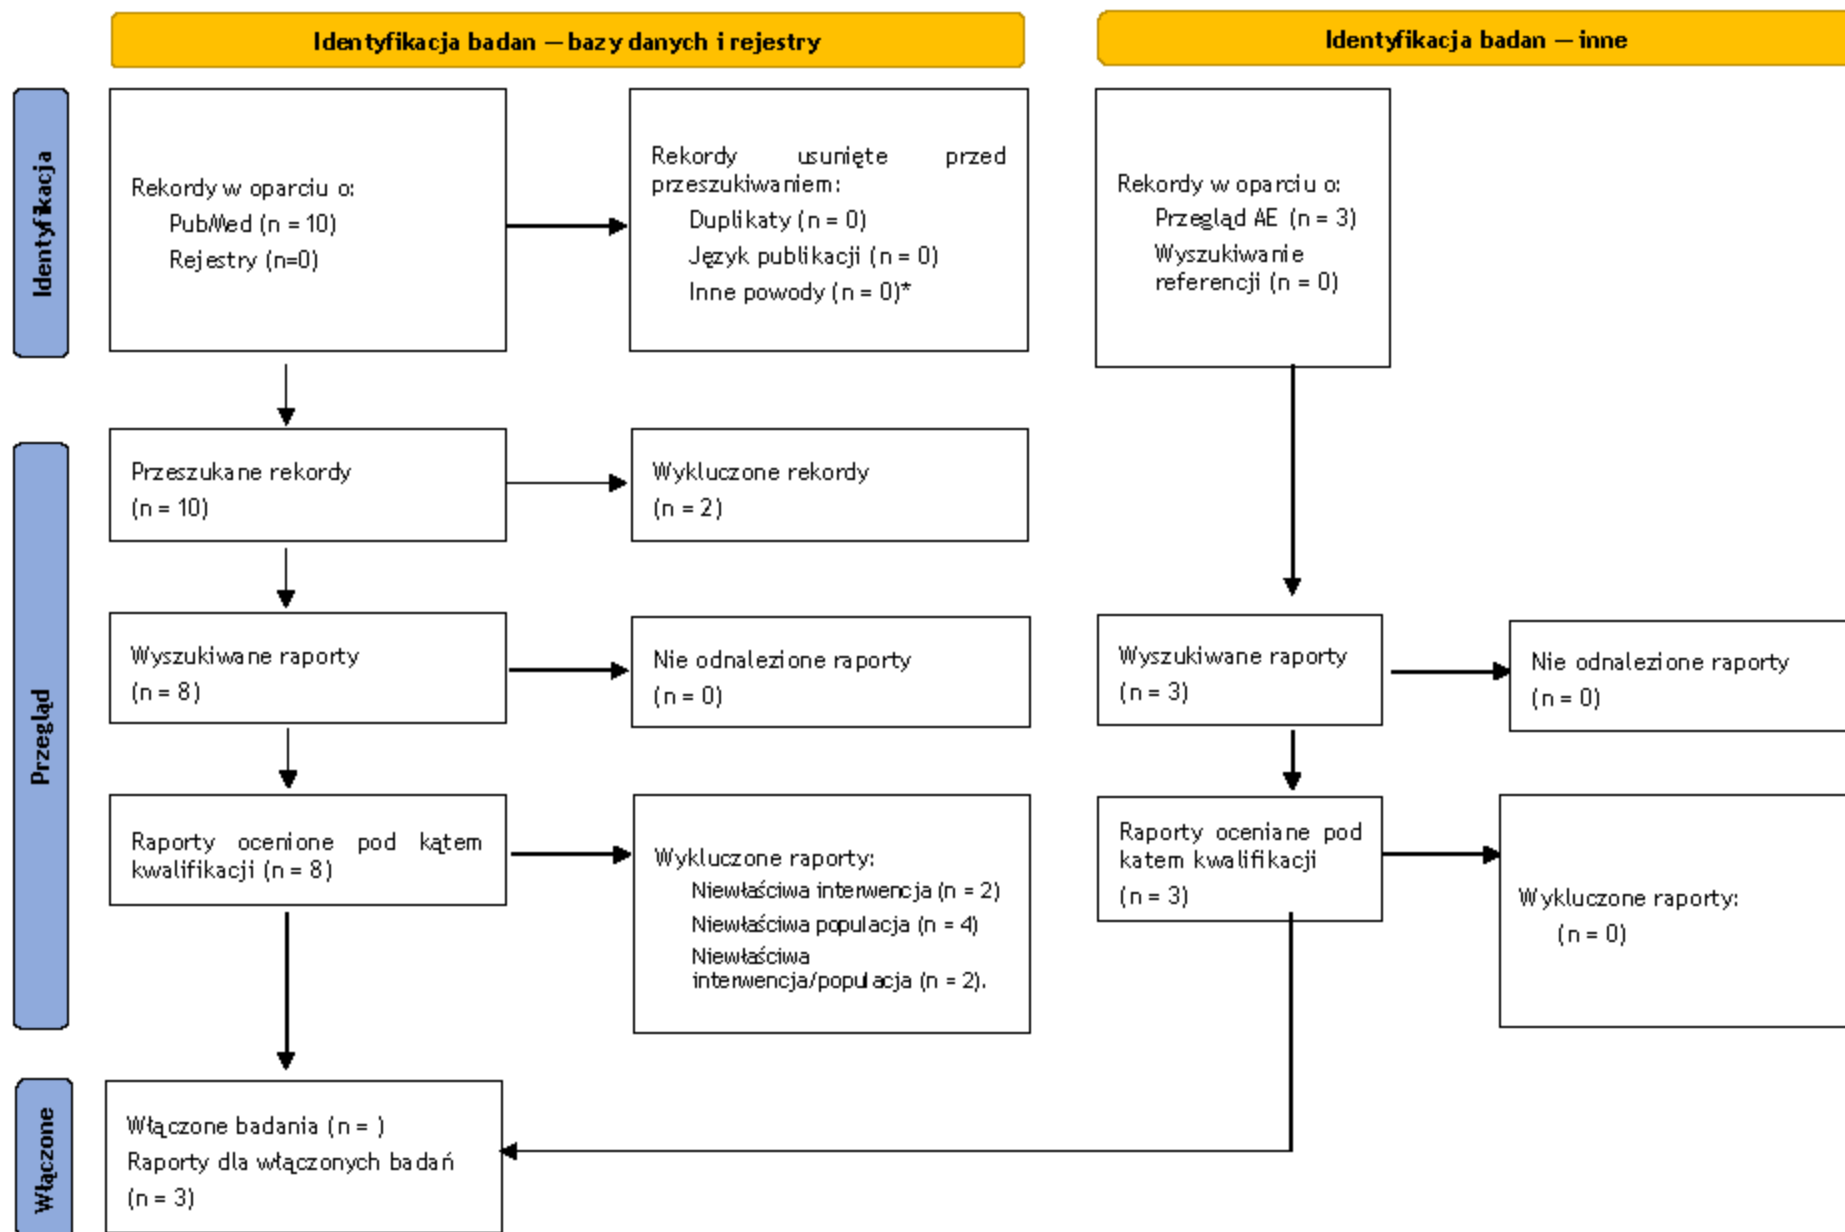 Identyfikacja badan — bazy danych i rejestry
Identyfikacja badan — inne
Identyfikacja
Rekordy w oparciu o:
PubMed (n = 10)
Rejestry (n=0)
Rekordy usunięte przed
przeszukiwaniem:
Duplikaty (n = 0)
Język publikacji (n = 0)
Inne powody (n = 0)*
Rekordy w oparciu o:
Przegląd AE (n = 3)
Wyszukiwanie
referencji (n = 0)
Przegląd
Przeszukane rekordy
(n = 10)
Wykluczone rekordy
(n = 2)
Wyszukiwane raporty
(n = 8)
Nie odnalezione raporty
(n = 0)
Wyszukiwane raporty
(n = 3)
Nie odnalezione raporty
(n = 0)
Raporty ocenione pod kątem
kwalifikacji (n = 8)
Wykluczone raporty:
Niewłaściwa interwencja (n = 2)
Niewłaściwa populacja (n = 4)
Niewłaściwa
interwencja/populacja (n = 2).
Raporty oceniane pod
katem kwalifikacji
(n = 3)
Wykluczone raporty:
(n = 0)
Włączone
Włączone badania (n = )
Raporty dla włączonych badań
(n = 3)